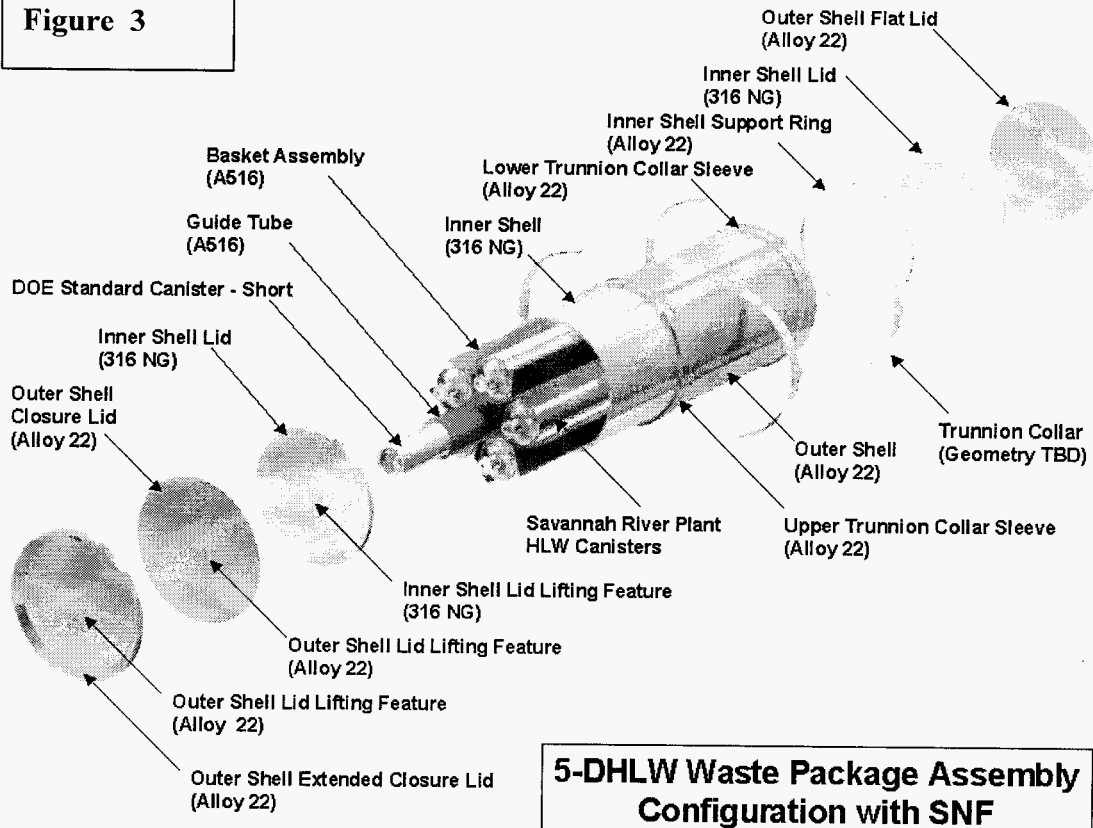 Figure 3
Outer Shell Flat Lid
(Alloy 22)
Inner Shell Lid
(316 NG)
Inner Shell Support Ring
(Alloy 22)
Basket Assembly
(A516)
Lower Trunnion Collar Sleeve
(Alloy 22)
Guide Tube
(A516)
Inner Shell
(316 NG)
DOE Standard Canister - Short
Inner Shell Lid
(316 NG)
Outer Shell
Closure Lid
(Alloy 22)
Trunnion Collar
(Geometry TBD)
Outer Shell
(Alloy 22)
Savannah River Plant
HLW Canisters
Upper Trunnion Collar Sleeve
(Alloy 22)
Inner Shell Lid Lifting Feature
(316 NG)
Outer Shell Lid Lifting Feature
(Alloy 22)
Outer Shell Lid Lifting Feature
(Alloy 22)
Outer Shell Extended Closure Lid
(Alloy 22)
5-DHLW Waste Package Assembly
Configuration with SNF